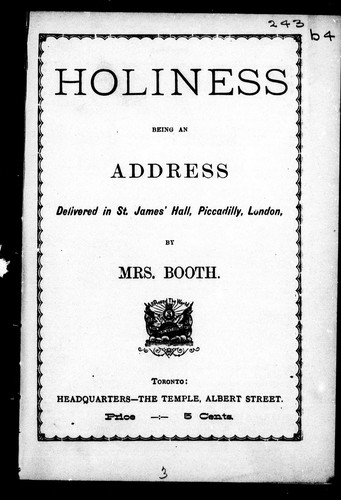 243
b4
HOLINESS
BEING AN
ADDRESS
Delivered in St. James' Hall, Piccadilly, London,
BY
MRS. BOOTH.
TORONTO:
HEADQUARTERS—THE TEMPLE, ALBERT STREET.
Price —:— 5 Cents.
3